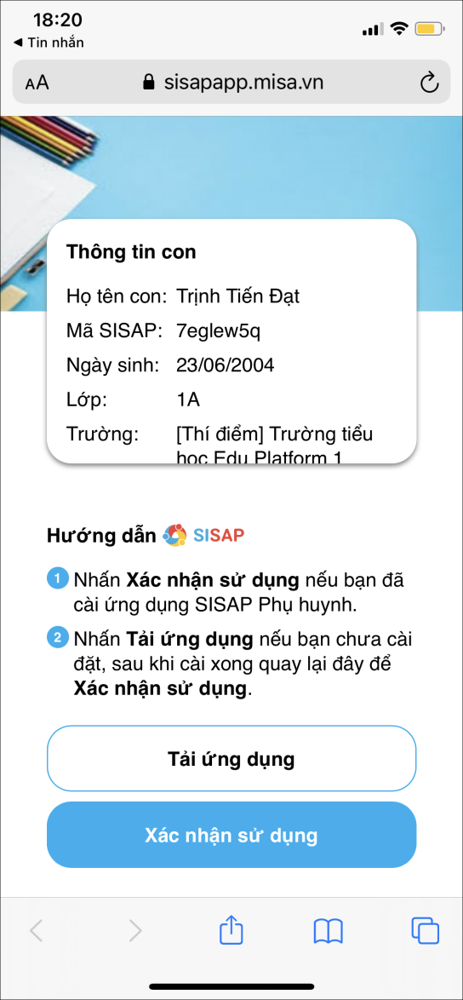 18:20
◀ Tin nhắn
AA sisapapp.misa.vn
Thông tin con
Họ tên con: Trịnh Tiến Đạt
Mã SISAP: 7eglew5q
Ngày sinh: 23/06/2004
Lớp: 1A
Trường: [Thí điểm] Trường tiểu
học Edu Platform 1
Hướng dẫn SISAP
1 Nhấn Xác nhận sử dụng nếu bạn đã
cài ứng dụng SISAP Phụ huynh.
2 Nhấn Tải ứng dụng nếu bạn chưa cài
đặt, sau khi cài xong quay lại đây để
Xác nhận sử dụng.
Tải ứng dụng
Xác nhận sử dụng